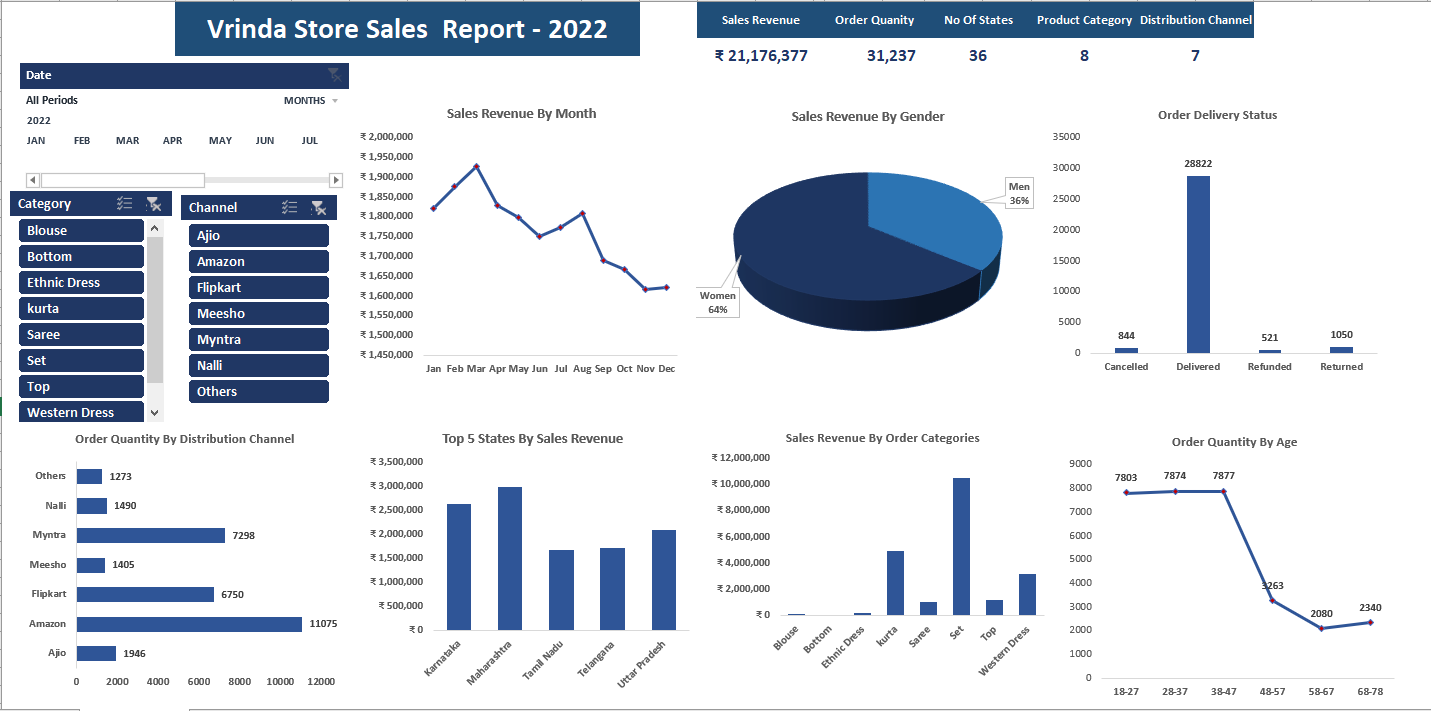 Vrinda Store Sales Report - 2022
Sales Revenue Order Quanity No Of States Product Category Distribution Channel
₹ 21,176,377 31,237 36 8 7
Date
All Periods MONTHS
2022
JAN FEB MAR APR MAY JUN JUL
Category
Blouse
Bottom
Ethnic Dress
kurta
Saree
Set
Top
Western Dress
Channel
Ajio
Amazon
Flipkart
Meesho
Myntra
Nalli
Others
Sales Revenue By Month
₹ 2,000,000
₹ 1,950,000
₹ 1,900,000
₹ 1,850,000
₹ 1,800,000
₹ 1,750,000
₹ 1,700,000
₹ 1,650,000
₹ 1,600,000
₹ 1,550,000
₹ 1,500,000
₹ 1,450,000
Jan Feb Mar Apr May Jun Jul Aug Sep Oct Nov Dec
Sales Revenue By Gender
Men
36%
Women
64%
Order Delivery Status
35000
30000
25000
20000
15000
10000
5000
0
844
28822
521
1050
Cancelled Delivered Refunded Returned
Order Quantity By Distribution Channel
Others 1273
Nalli 1490
Myntra 7298
Meesho 1405
Flipkart 6750
Amazon 11075
Ajio 1946
0 2000 4000 6000 8000 10000 12000
Top 5 States By Sales Revenue
₹ 3,500,000
₹ 3,000,000
₹ 2,500,000
₹ 2,000,000
₹ 1,500,000
₹ 1,000,000
₹ 500,000
₹ 0
Karnataka
Maharashtra
Tamil Nadu
Telangana
Uttar Pradesh
Sales Revenue By Order Categories
₹ 12,000,000
₹ 10,000,000
₹ 8,000,000
₹ 6,000,000
₹ 4,000,000
₹ 2,000,000
₹ 0
Blouse
Bottom
Ethnic Dress
kurta
Saree
Set
Top
Western Dress
Order Quantity By Age
9000
8000
7000
6000
5000
4000
3000
2000
1000
0
7803
7874
7877
3263
2080
2340
18-27 28-37 38-47 48-57 58-67 68-78